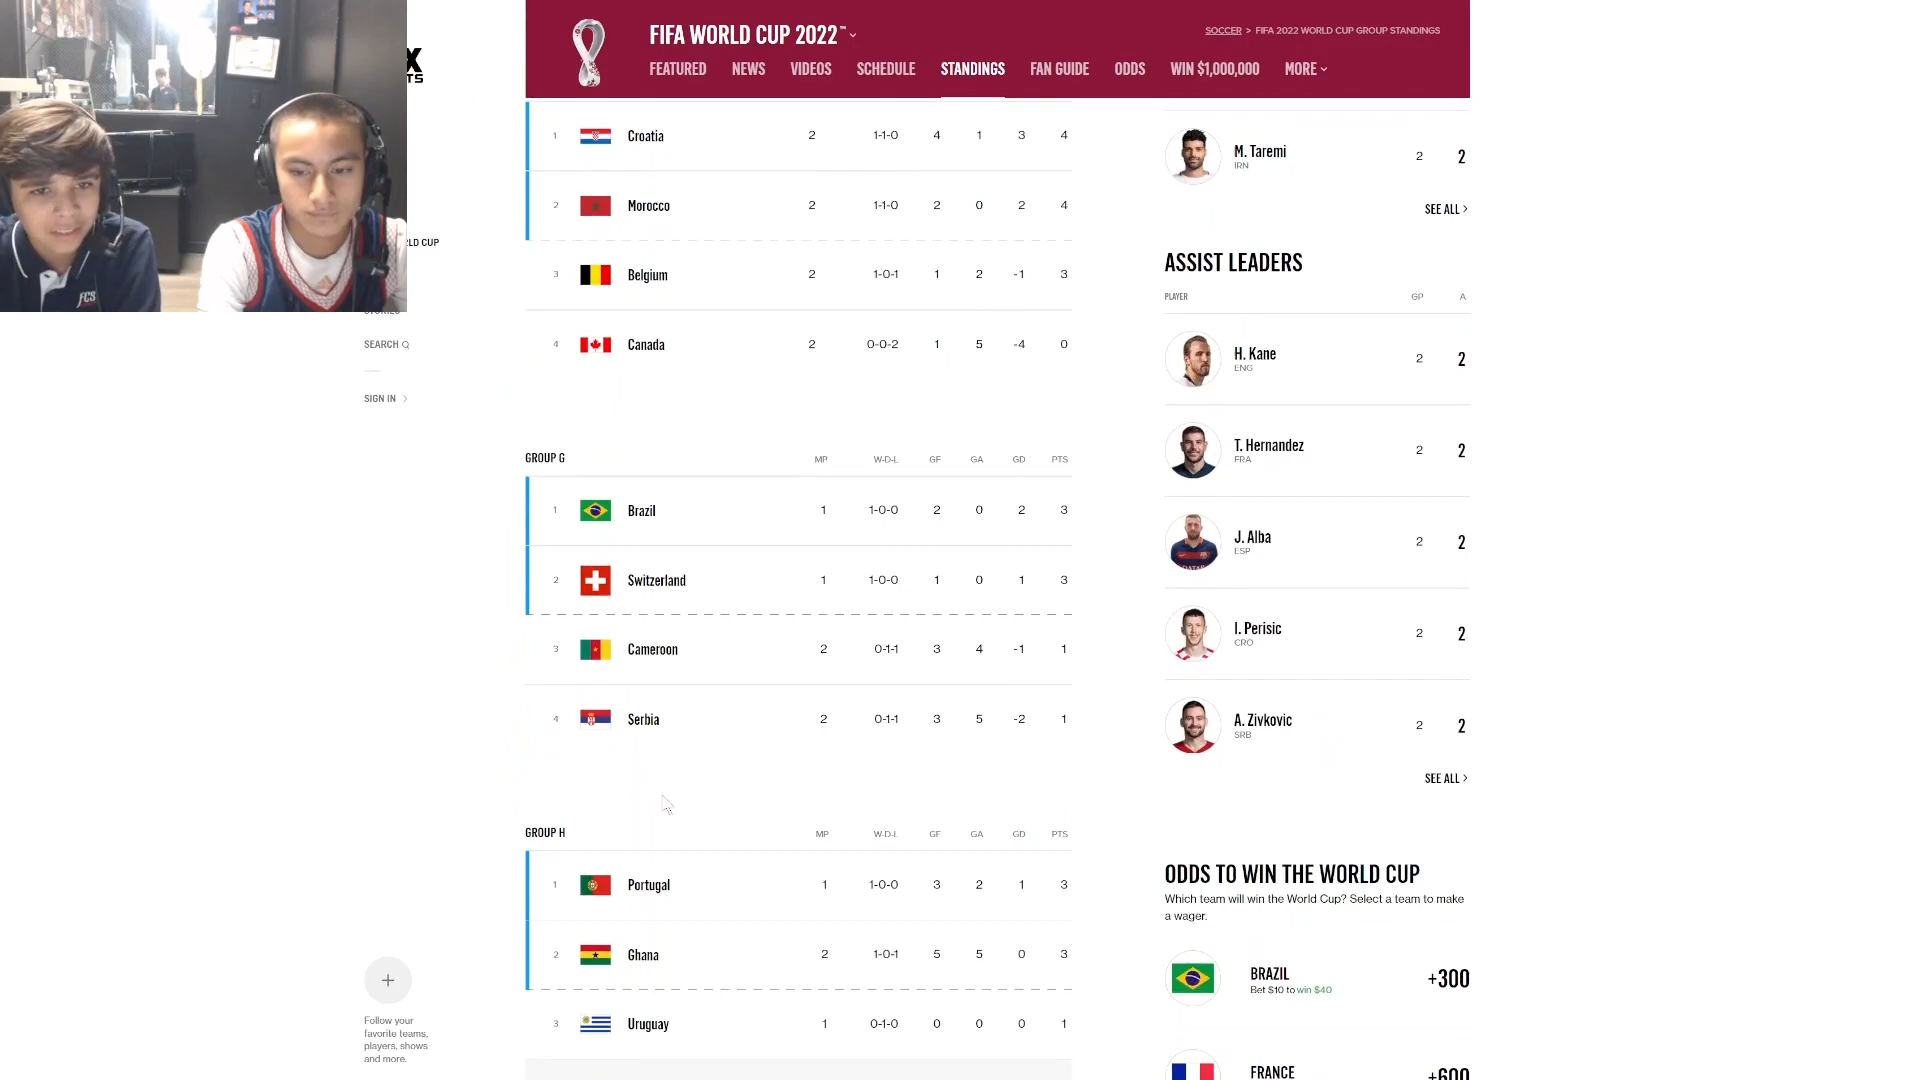 FIFA WORLD CUP 2022™
SOCCER > FIFA 2022 WORLD CUP GROUP STANDINGS
FEATURED NEWS VIDEOS SCHEDULE STANDINGS FAN GUIDE ODDS WIN $1,000,000 MORE
1 Croatia 2 1-1-0 4 1 3 4
2 Morocco 2 1-1-0 2 0 2 4
3 Belgium 2 1-0-1 1 2 -1 3
4 Canada 2 0-0-2 1 5 -4 0
GROUP G MP W-D-L GF GA GD PTS
1 Brazil 1 1-0-0 2 0 2 3
2 Switzerland 1 1-0-0 1 0 1 3
3 Cameroon 2 0-1-1 3 4 -1 1
4 Serbia 2 0-1-1 3 5 -2 1
GROUP H MP W-D-L GF GA GD PTS
1 Portugal 1 1-0-0 3 2 1 3
2 Ghana 2 1-0-1 5 5 0 3
3 Uruguay 1 0-1-0 0 0 0 1
M. Taremi 2 2
IRN
SEE ALL >
ASSIST LEADERS
PLAYER GP A
H. Kane 2 2
ENG
T. Hernandez 2 2
FRA
J. Alba 2 2
ESP
I. Perisic 2 2
CRO
A. Zivkovic 2 2
SRB
SEE ALL >
ODDS TO WIN THE WORLD CUP
Which team will win the World Cup? Select a team to make
a wager.
BRAZIL +300
Bet $10 to win $40
FRANCE +600
CUP
SEARCH
SIGN IN >
+
Follow your
favorite teams,
players, shows
and more.
FCS